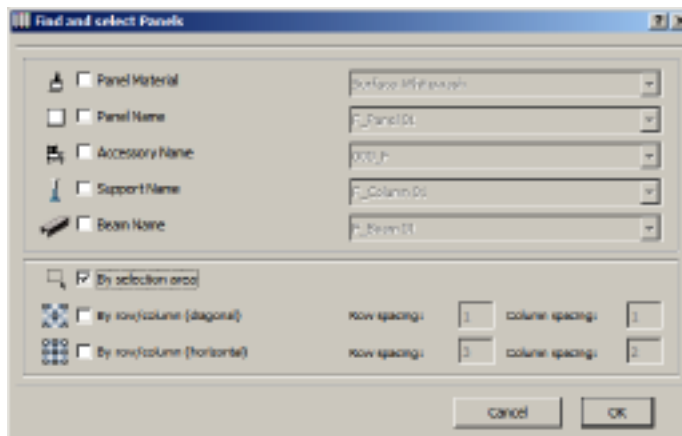 Find and select Panels
Panel Material Surface Whitewash
Panel Name F_Panel 01
Accessory Name
Support Name F_Column 01
Beam Name F_Beam 01
By selection area
By row/column (diagonal) Row spacing: 1 Column spacing: 1
By row/column (horizontal) Row spacing: 3 Column spacing: 2
Cancel OK